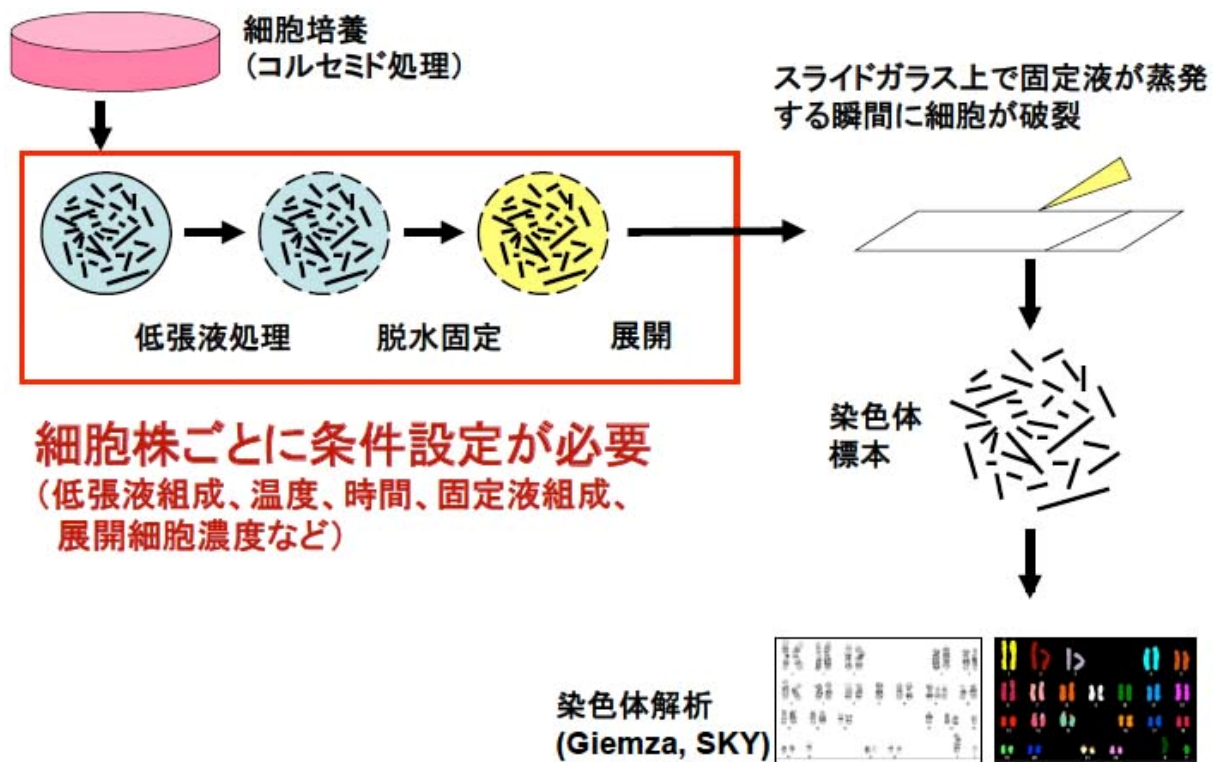 細胞培養
(コルセミド処理)
スライドガラス上で固定液が蒸発
する瞬間に細胞が破裂
低張液処理
脱水固定
展開
細胞株ごとに条件設定が必要
(低張液組成、温度、時間、固定液組成、
展開細胞濃度など)
染色体
標本
染色体解析
(Giemza, SKY)